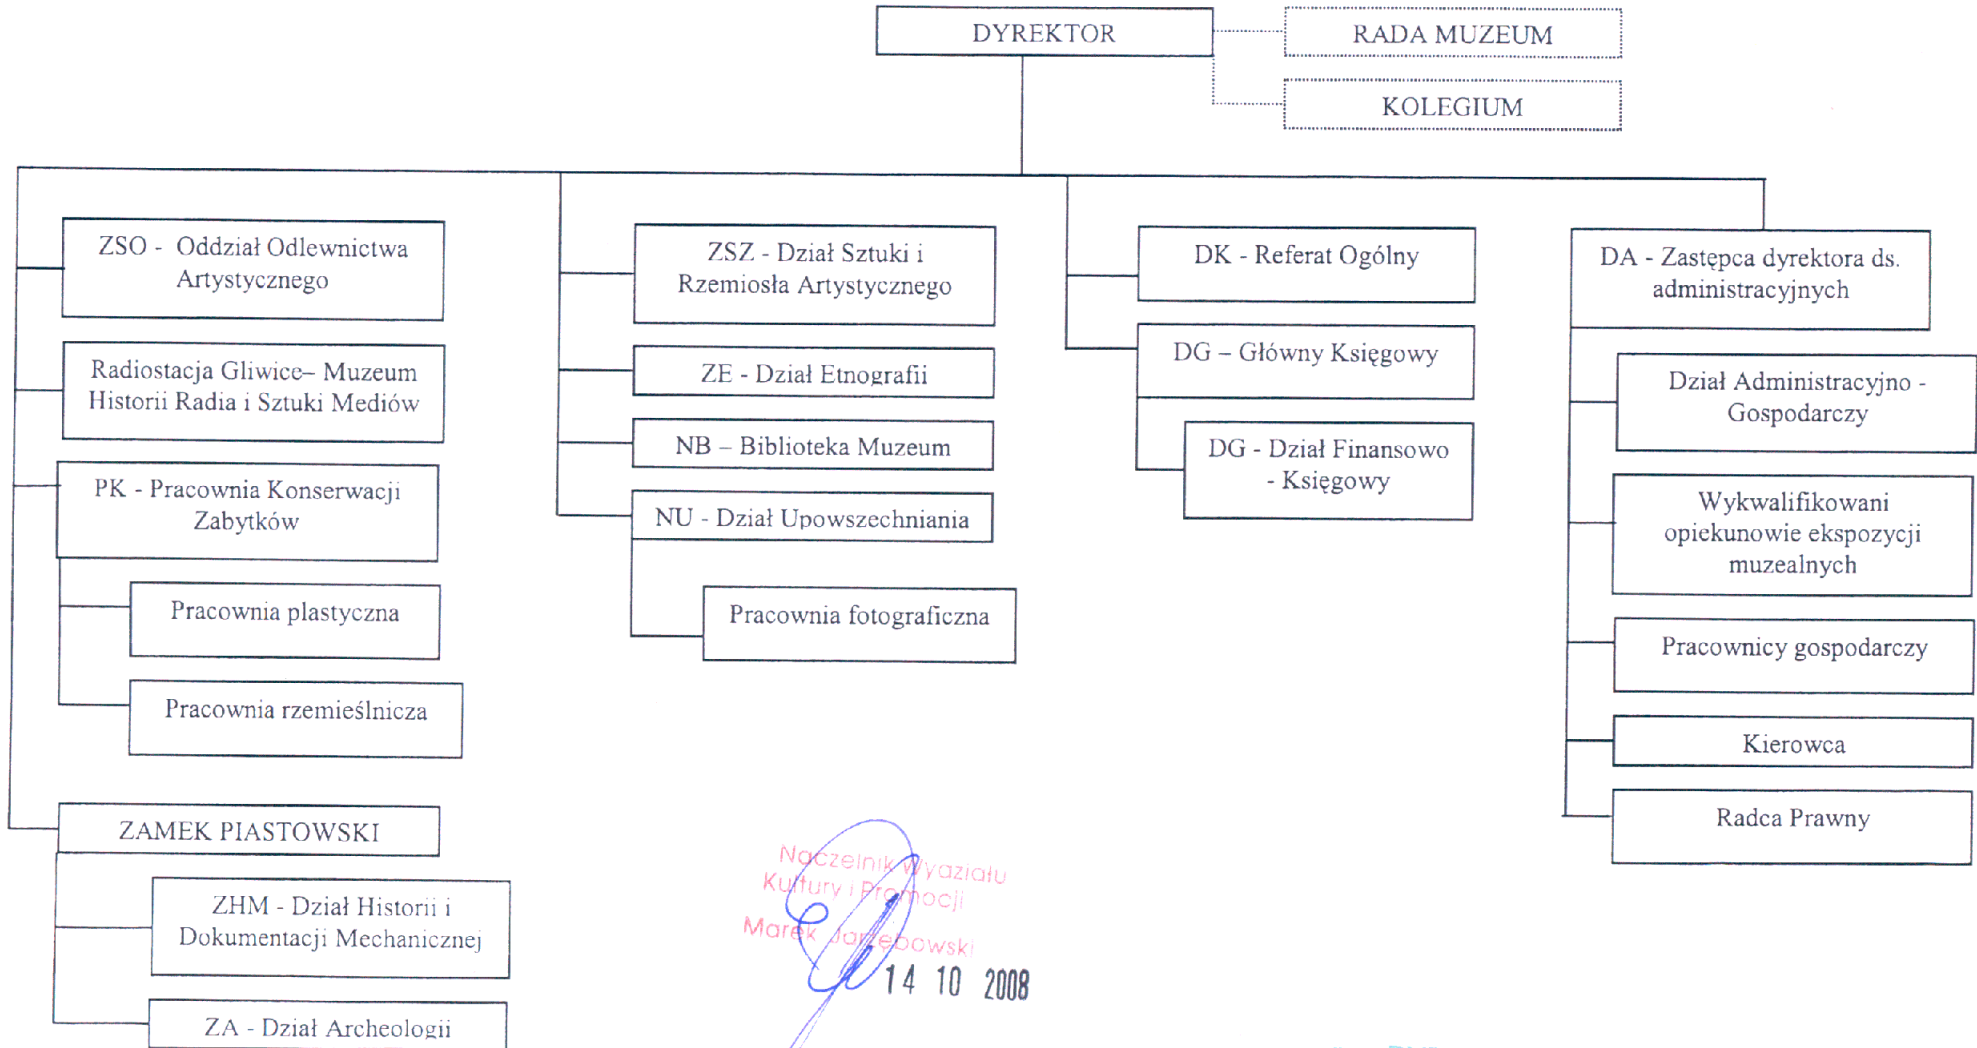 DYREKTOR
RADA MUZEUM
KOLEGIUM
ZSO - Oddział Odlewnictwa
Artystycznego
Radiostacja Gliwice– Muzeum
Historii Radia i Sztuki Mediów
PK - Pracownia Konserwacji
Zabytków
Pracownia plastyczna
Pracownia rzemieślnicza
ZAMEK PIASTOWSKI
ZHM - Dział Historii i
Dokumentacji Mechanicznej
ZA - Dział Archeologii
ZSZ - Dział Sztuki i
Rzemiosła Artystycznego
ZE - Dział Etnografii
NB – Biblioteka Muzeum
NU - Dział Upowszechniania
Pracownia fotograficzna
DK - Referat Ogólny
DG – Główny Księgowy
DG - Dział Finansowo
- Księgowy
DA - Zastępca dyrektora ds.
administracyjnych
Dział Administracyjno -
Gospodarczy
Wykwalifikowani
opiekunowie ekspozycji
muzealnych
Pracownicy gospodarczy
Kierowca
Radca Prawny
Naczelnik Wydziału
Kultury i Promocji
Marek Jarzębowski
14 10 2008